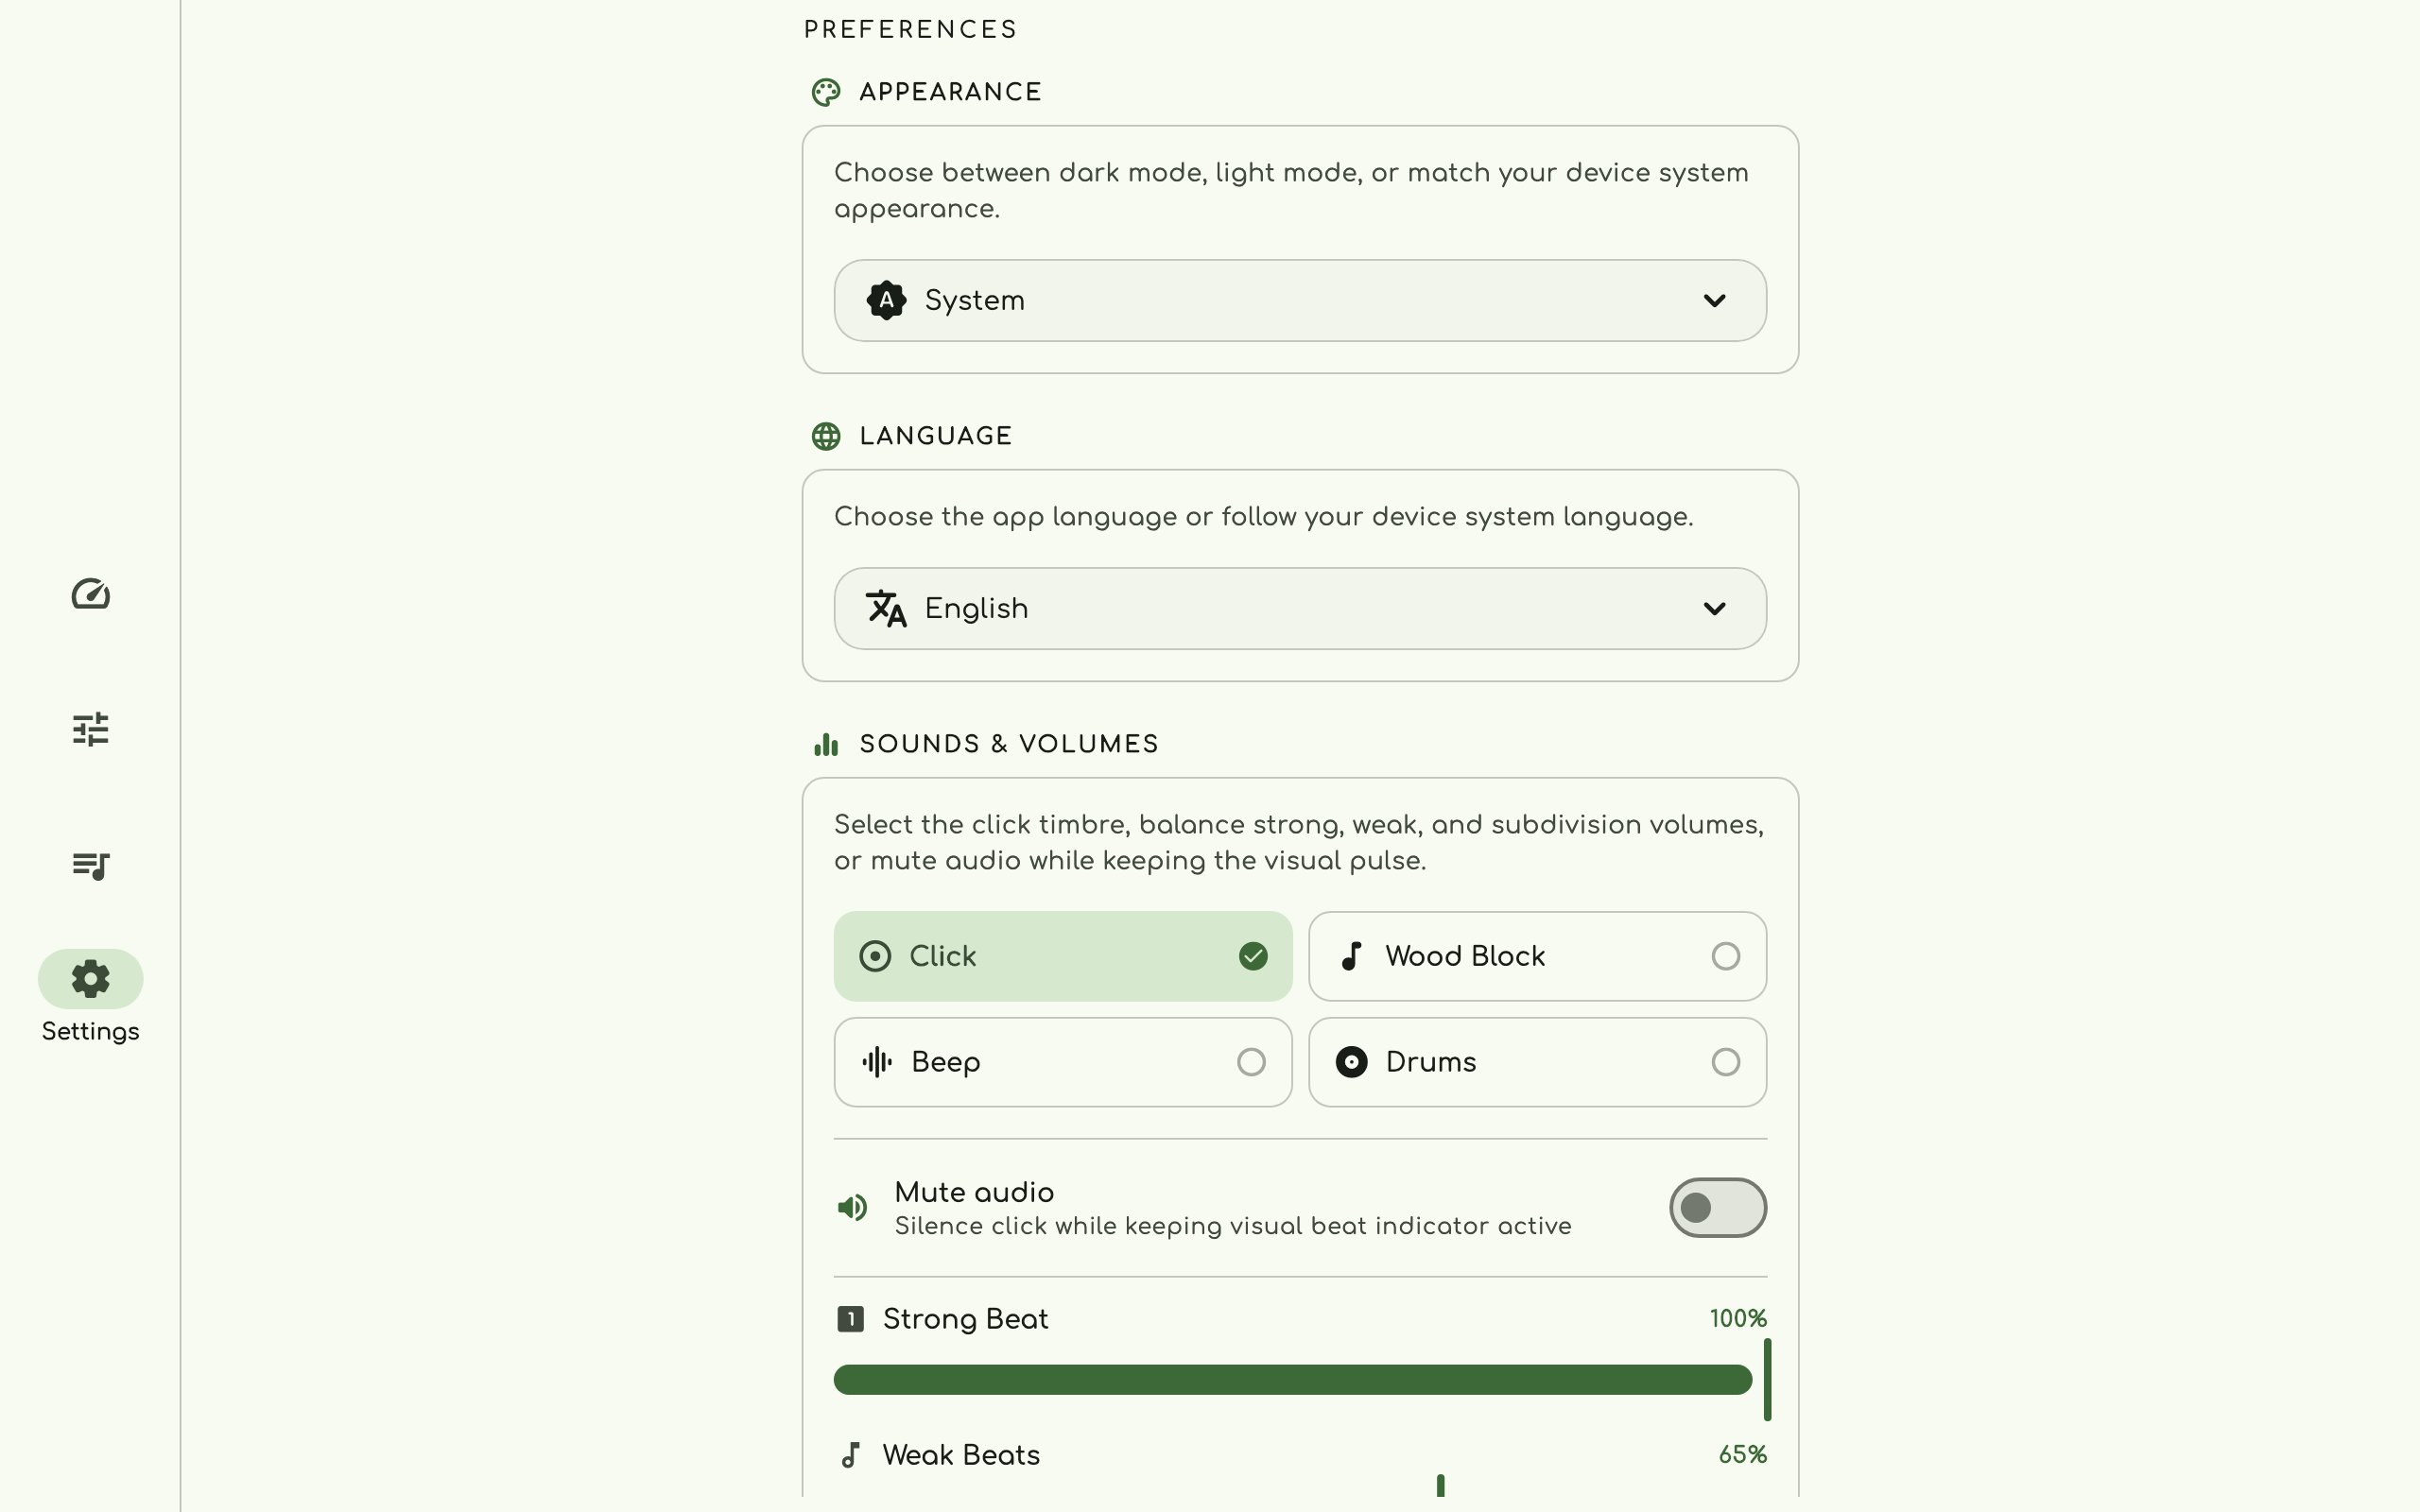 PREFERENCES
APPEARANCE
Choose between dark mode, light mode, or match your device system
appearance.
System
LANGUAGE
Choose the app language or follow your device system language.
English
SOUNDS & VOLUMES
Select the click timbre, balance strong, weak, and subdivision volumes,
or mute audio while keeping the visual pulse.
Click
Wood Block
Beep
Drums
Mute audio
Silence click while keeping visual beat indicator active
Strong Beat
100%
Weak Beats
65%
Settings